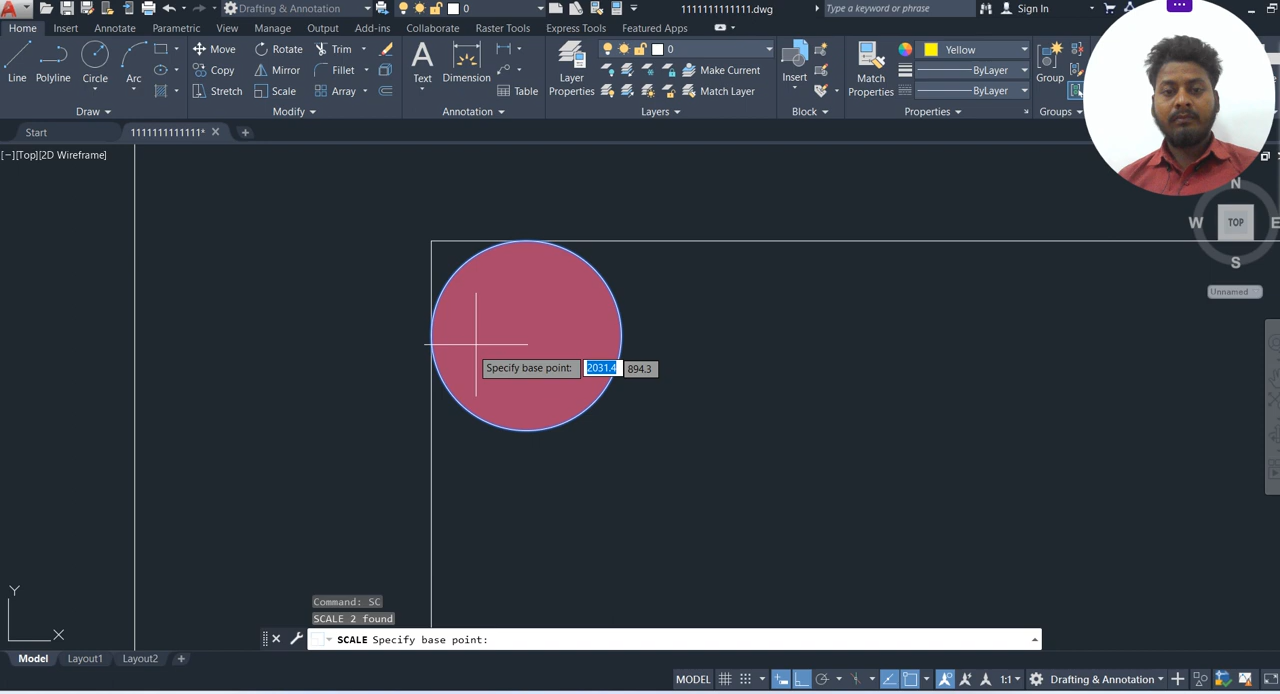 Drafting & Annotation
0
1111111111111.dwg
Type a keyword or phrase
Sign In
Home
Insert
Annotate
Parametric
View
Manage
Output
Add-ins
Collaborate
Raster Tools
Express Tools
Featured Apps
Line
Polyline
Circle
Arc
Draw
Move
Rotate
Trim
Copy
Mirror
Fillet
Stretch
Scale
Array
Modify
Text
Dimension
Table
Annotation
Layer
Properties
0
Make Current
Match Layer
Layers
Insert
Block
Match
Properties
Yellow
ByLayer
ByLayer
Properties
Group
Groups
Start
1111111111111*
[−][Top][2D Wireframe]
N
W
TOP
E
S
Unnamed
Specify base point:
2031.4
894.3
Y
X
Command: SC
SCALE 2 found
SCALE Specify base point:
Model
Layout1
Layout2
MODEL
1:1
Drafting & Annotation